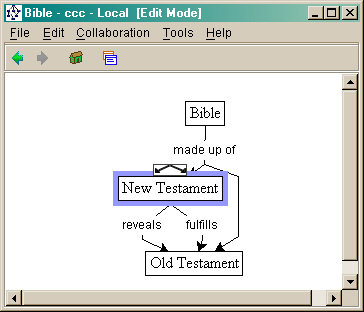 Bible - ccc - Local [Edit Mode]
File Edit Collaboration Tools Help
Bible
made up of
New Testament
reveals fulfills
Old Testament